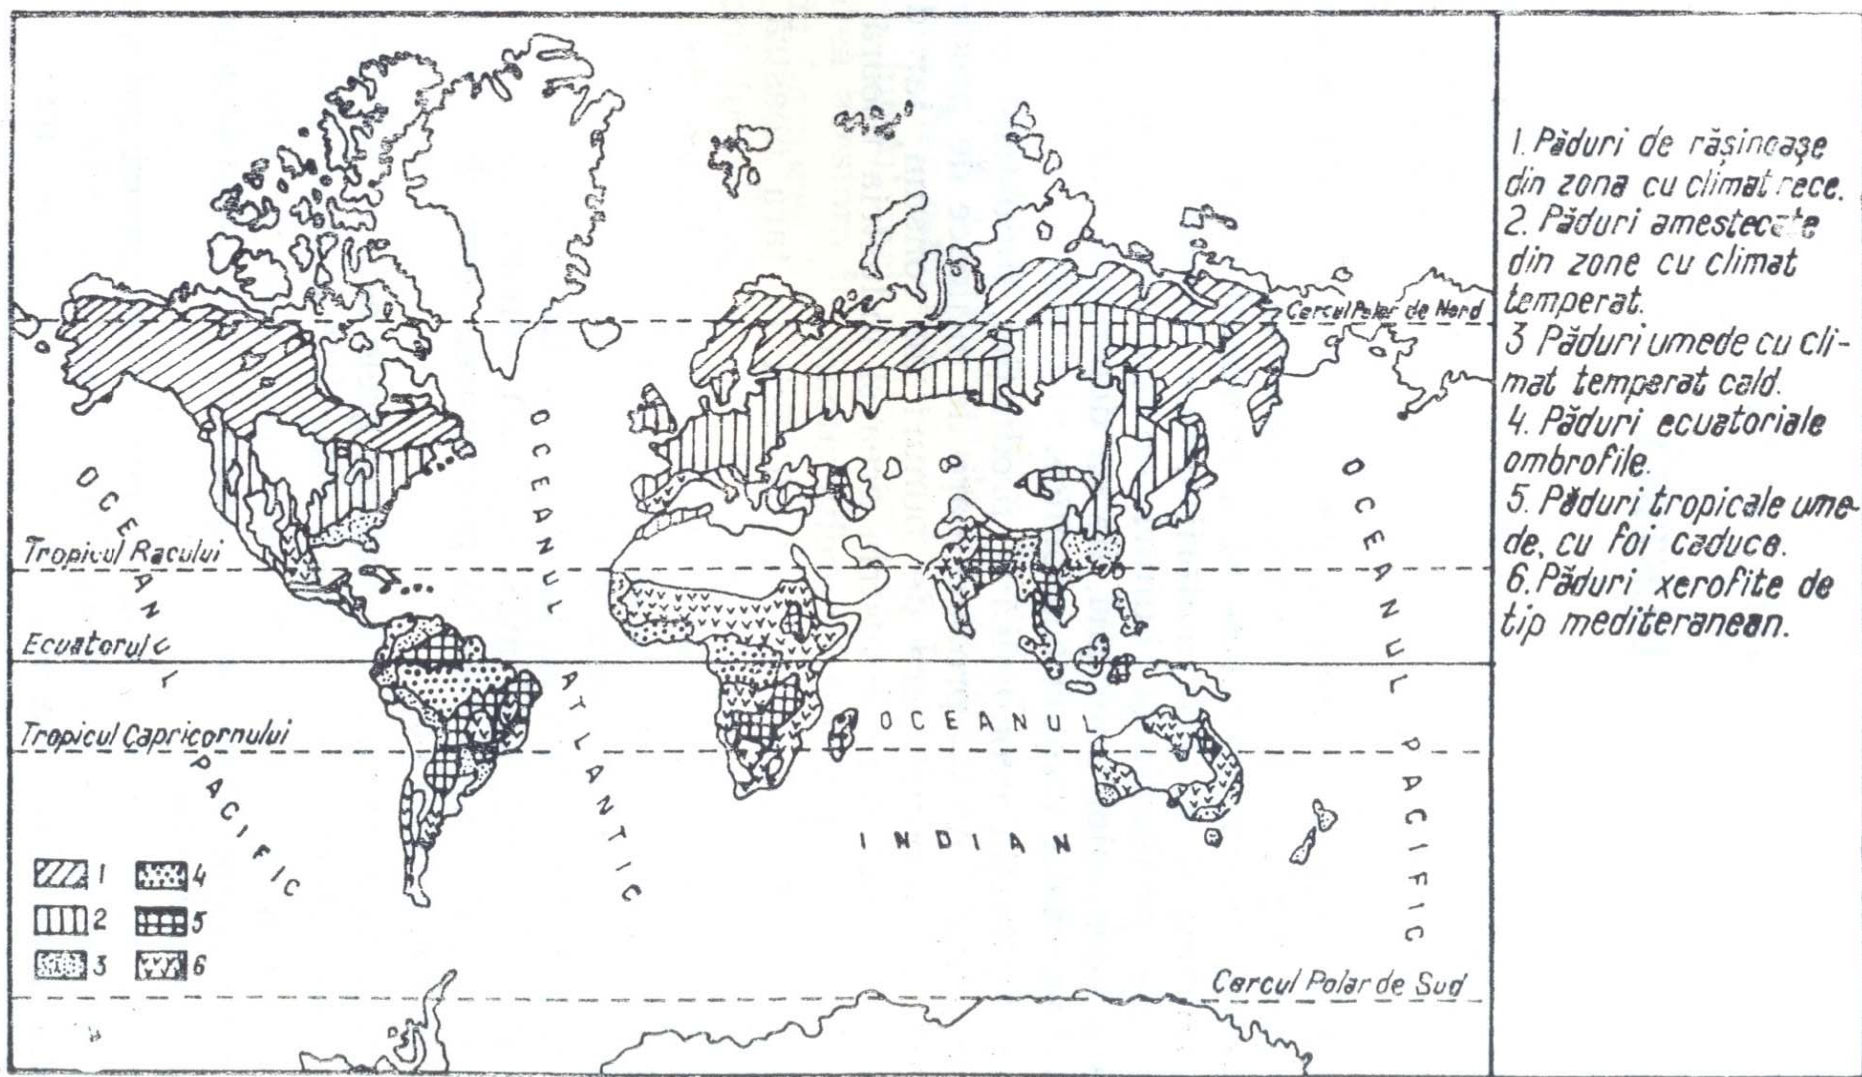 1. Păduri de rășinoașe
din zona cu climat rece.
2. Păduri amestecate
din zone cu climat
temperat.
3 Păduri umede cu cli-
mat temperat cald.
4. Păduri ecuatoriale
ombrofile.
5. Păduri tropicale ume-
de, cu foi caduce.
6. Păduri xerofite de
tip mediteranean.
Cercul Polar de Nord
Tropicul Racului
Ecuatorul
Tropicul Capricornului
Cercul Polar de Sud
OCEANUL PACIFIC
OCEANUL ATLANTIC
OCEANUL INDIAN
OCEANUL PACIFIC
1 4
2 5
3 6